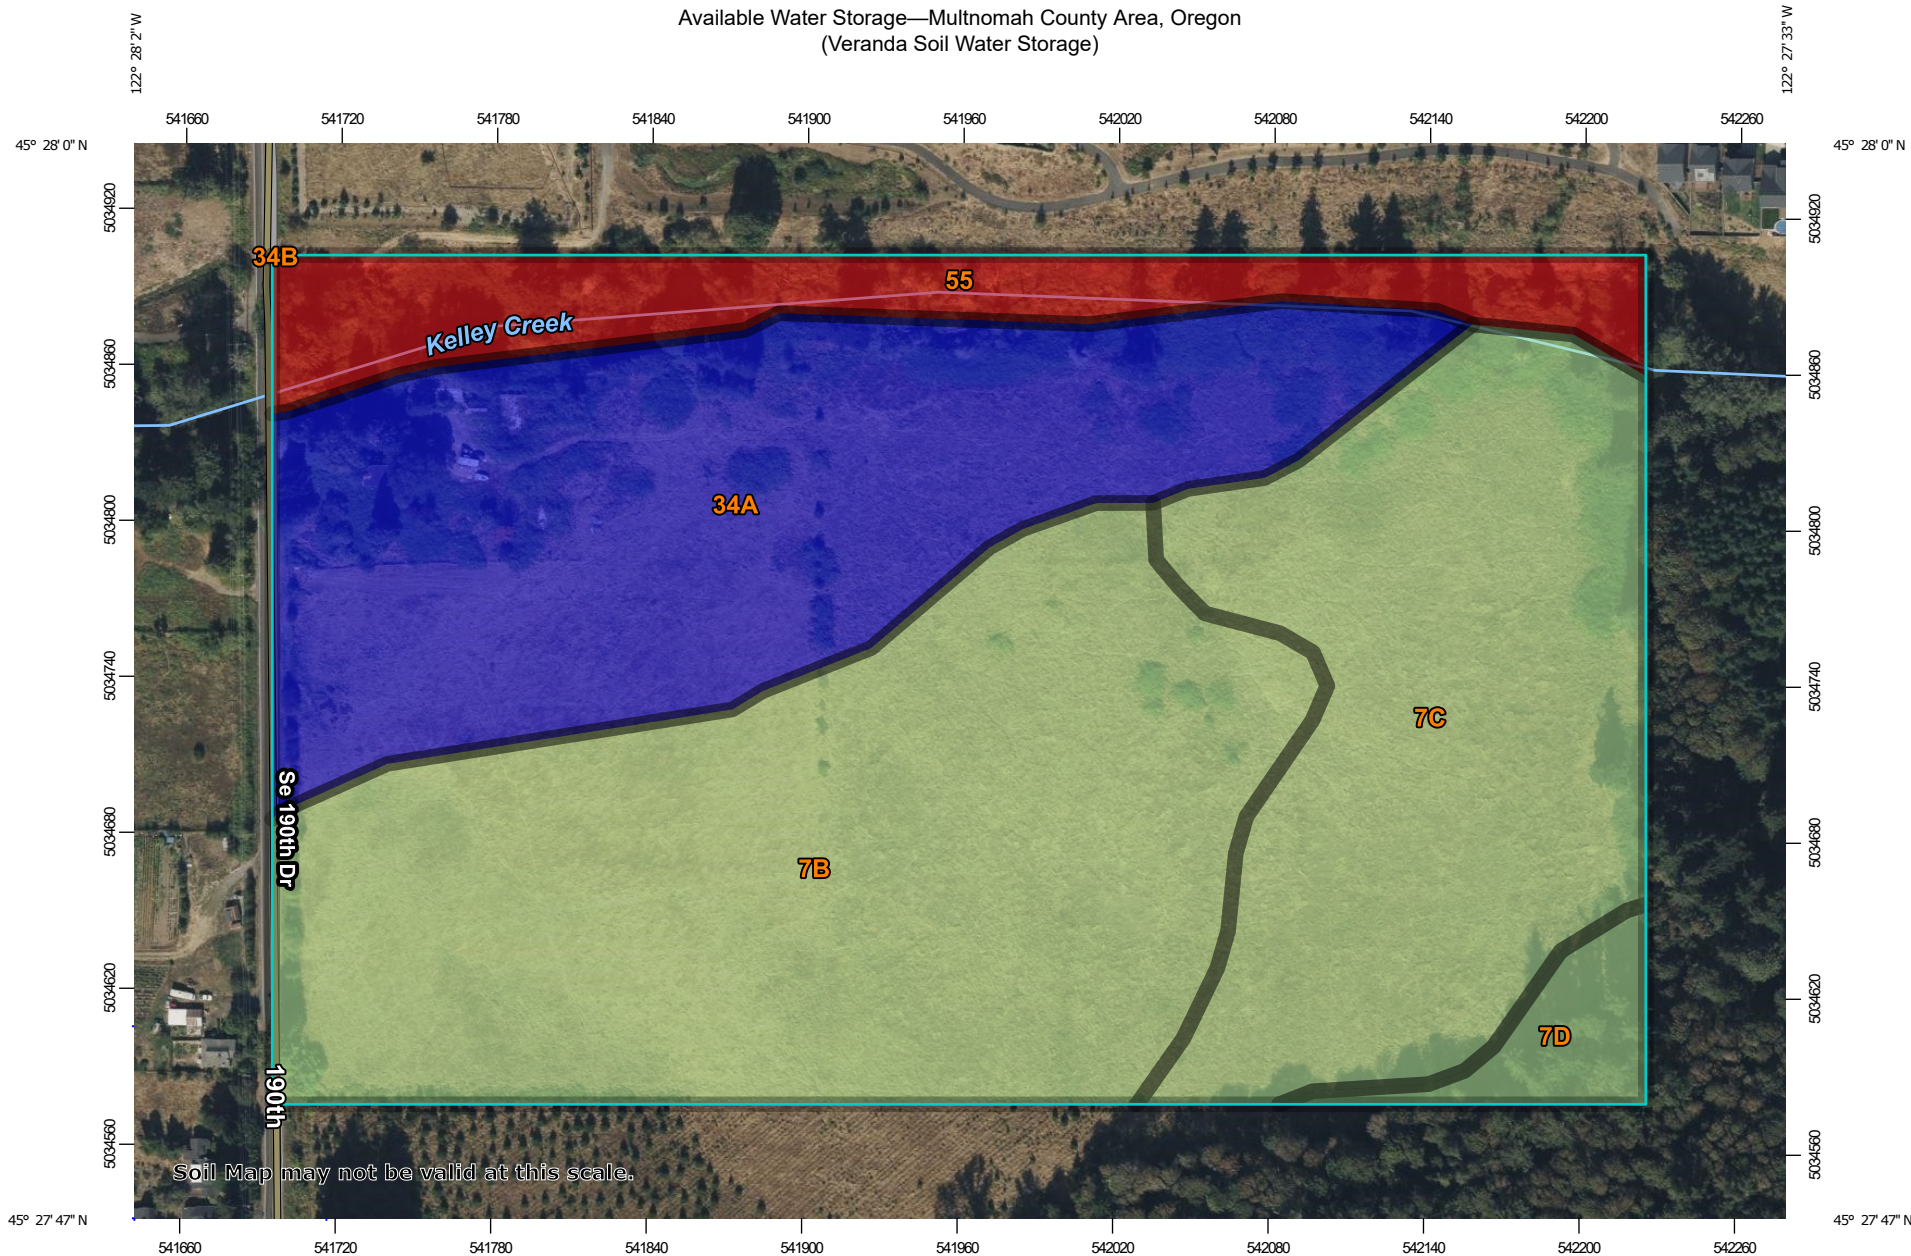 Available Water Storage—Multnomah County Area, Oregon
(Veranda Soil Water Storage)
122° 28' 2" W
122° 27' 33" W
541660 541720 541780 541840 541900 541960 542020 542080 542140 542200 542260
45° 28' 0" N
45° 28' 0" N
5034920
5034920
34B
55
Kelley Creek
5034860
5034860
34A
5034800
5034800
5034740
5034740
7C
Se 190th Dr
5034680
5034680
7B
5034620
5034620
7D
190th
5034560
5034560
Soil Map may not be valid at this scale.
45° 27' 47" N
45° 27' 47" N
541660 541720 541780 541840 541900 541960 542020 542080 542140 542200 542260